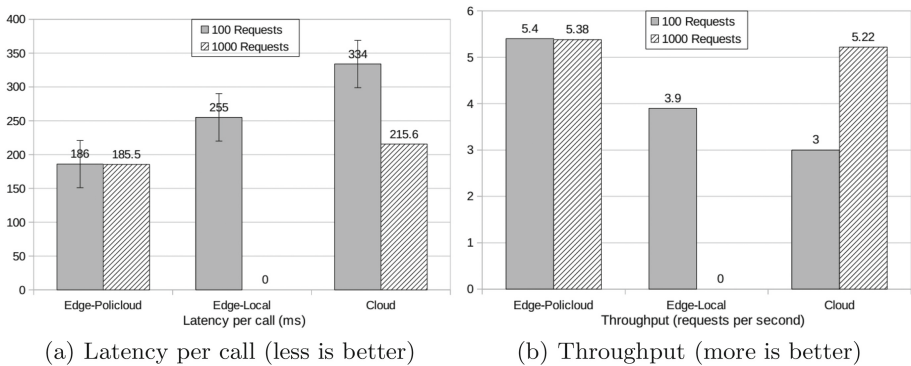 400
350
300
250
200
150
100
50
0
100 Requests
1000 Requests
186
185.5
255
0
334
215.6
Edge-Policloud
Edge-Local
Cloud
Latency per call (ms)
(a) Latency per call (less is better)
6
5
4
3
2
1
0
100 Requests
1000 Requests
5.4
5.38
3.9
0
3
5.22
Edge-Policloud
Edge-Local
Cloud
Throughput (requests per second)
(b) Throughput (more is better)